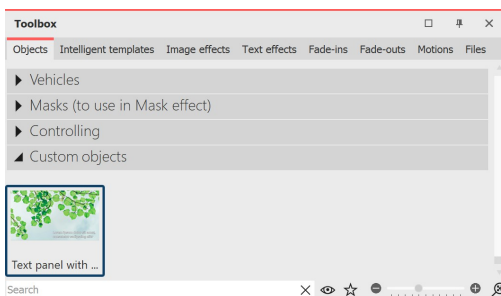 Toolbox
Objects Intelligent templates Image effects Text effects Fade-ins Fade-outs Motions Files
Vehicles
Masks (to use in Mask effect)
Controlling
Custom objects
Text panel with ...
Search